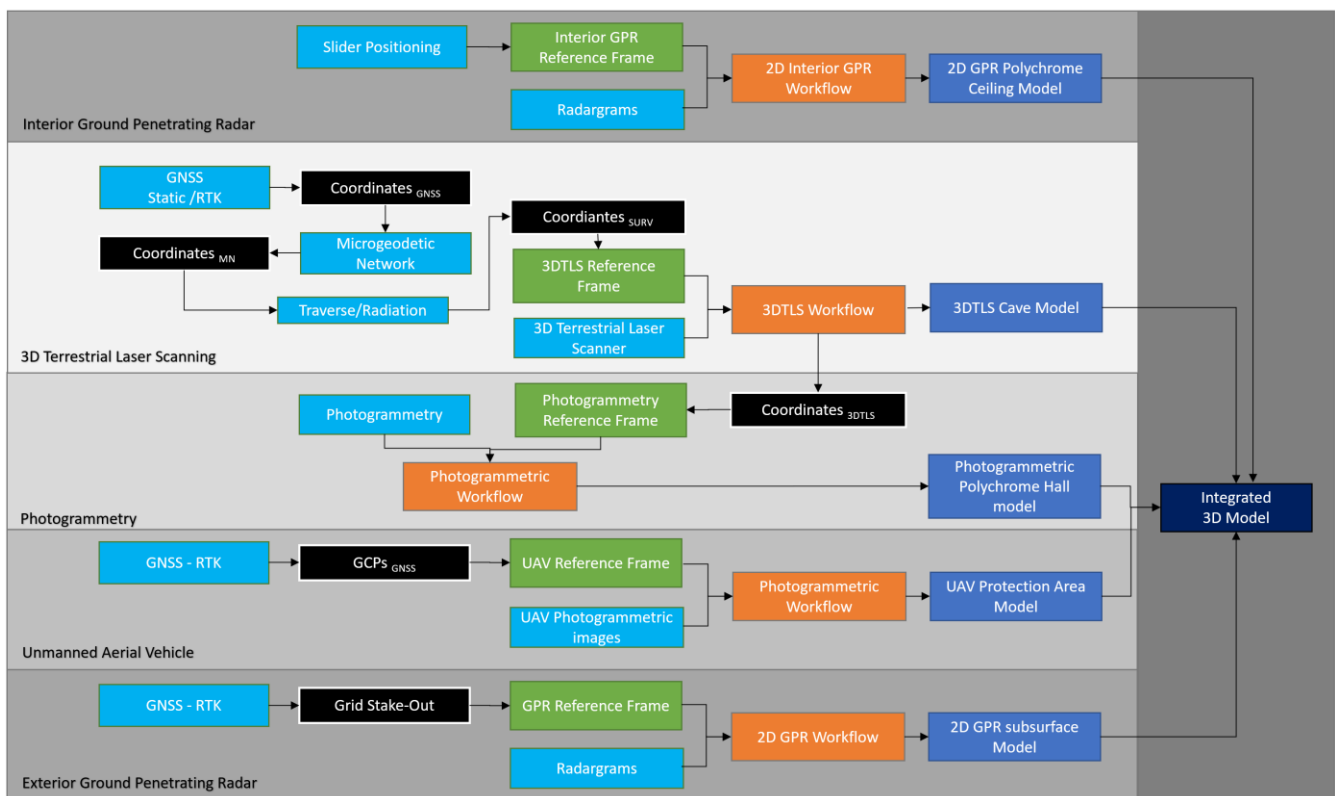 Slider Positioning
Interior GPR
Reference Frame
Radargrams
2D Interior GPR
Workflow
2D GPR Polychrome
Ceiling Model
Interior Ground Penetrating Radar
GNSS
Static /RTK
Coordinates GNSS
Microgeodetic
Network
Coordinates MN
Traverse/Radiation
Coordiantes SURV
3DTLS Reference
Frame
3D Terrestrial Laser
Scanner
3DTLS Workflow
3DTLS Cave Model
3D Terrestrial Laser Scanning
Photogrammetry
Photogrammetry
Reference Frame
Coordinates 3DTLS
Photogrammetric
Workflow
Photogrammetric
Polychrome Hall
model
Integrated
3D Model
Photogrammetry
GNSS - RTK
GCPs GNSS
UAV Reference Frame
UAV Photogrammetric
images
Photogrammetric
Workflow
UAV Protection Area
Model
Unmanned Aerial Vehicle
GNSS - RTK
Grid Stake-Out
GPR Reference Frame
Radargrams
2D GPR Workflow
2D GPR subsurface
Model
Exterior Ground Penetrating Radar